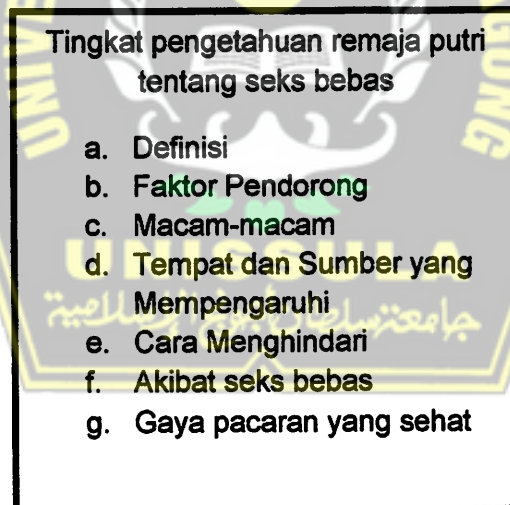 Tingkat pengetahuan remaja putri
tentang seks bebas
a. Definisi
b. Faktor Pendorong
c. Macam-macam
d. Tempat dan Sumber yang
Mempengaruhi
UNISSULA
e. Cara Menghindari
f. Akibat seks bebas
g. Gaya pacaran yang sehat